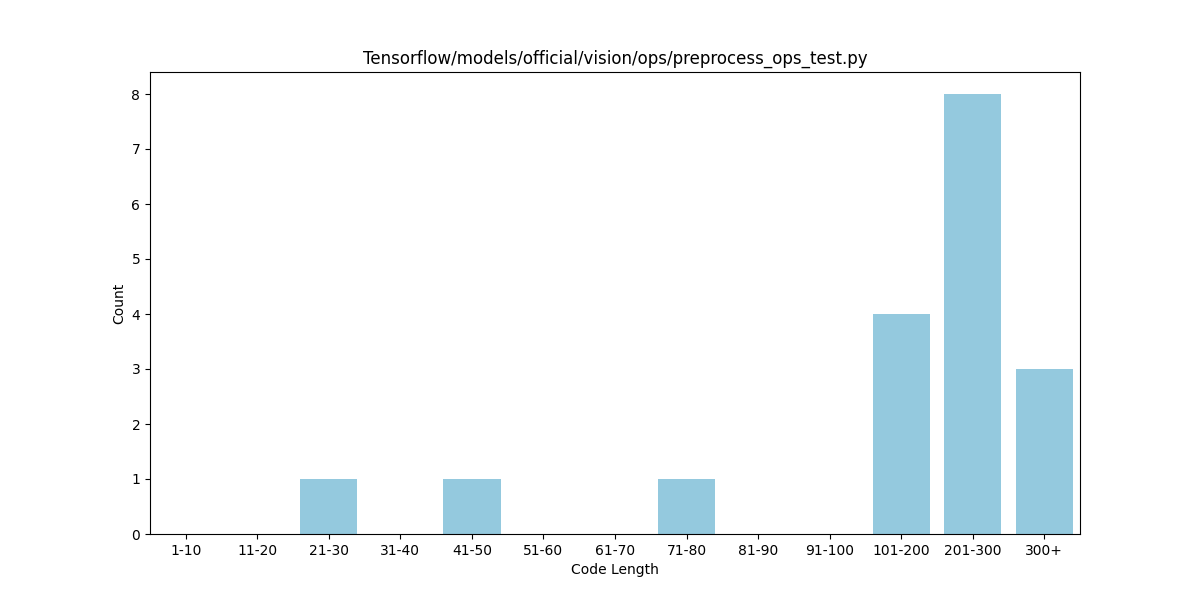 Tensorflow/models/official/vision/ops/preprocess_ops_test.py
8
7
6
5
4
3
2
1
0
Count
1-10 11-20 21-30 31-40 41-50 51-60 61-70 71-80 81-90 91-100 101-200 201-300 300+
Code Length